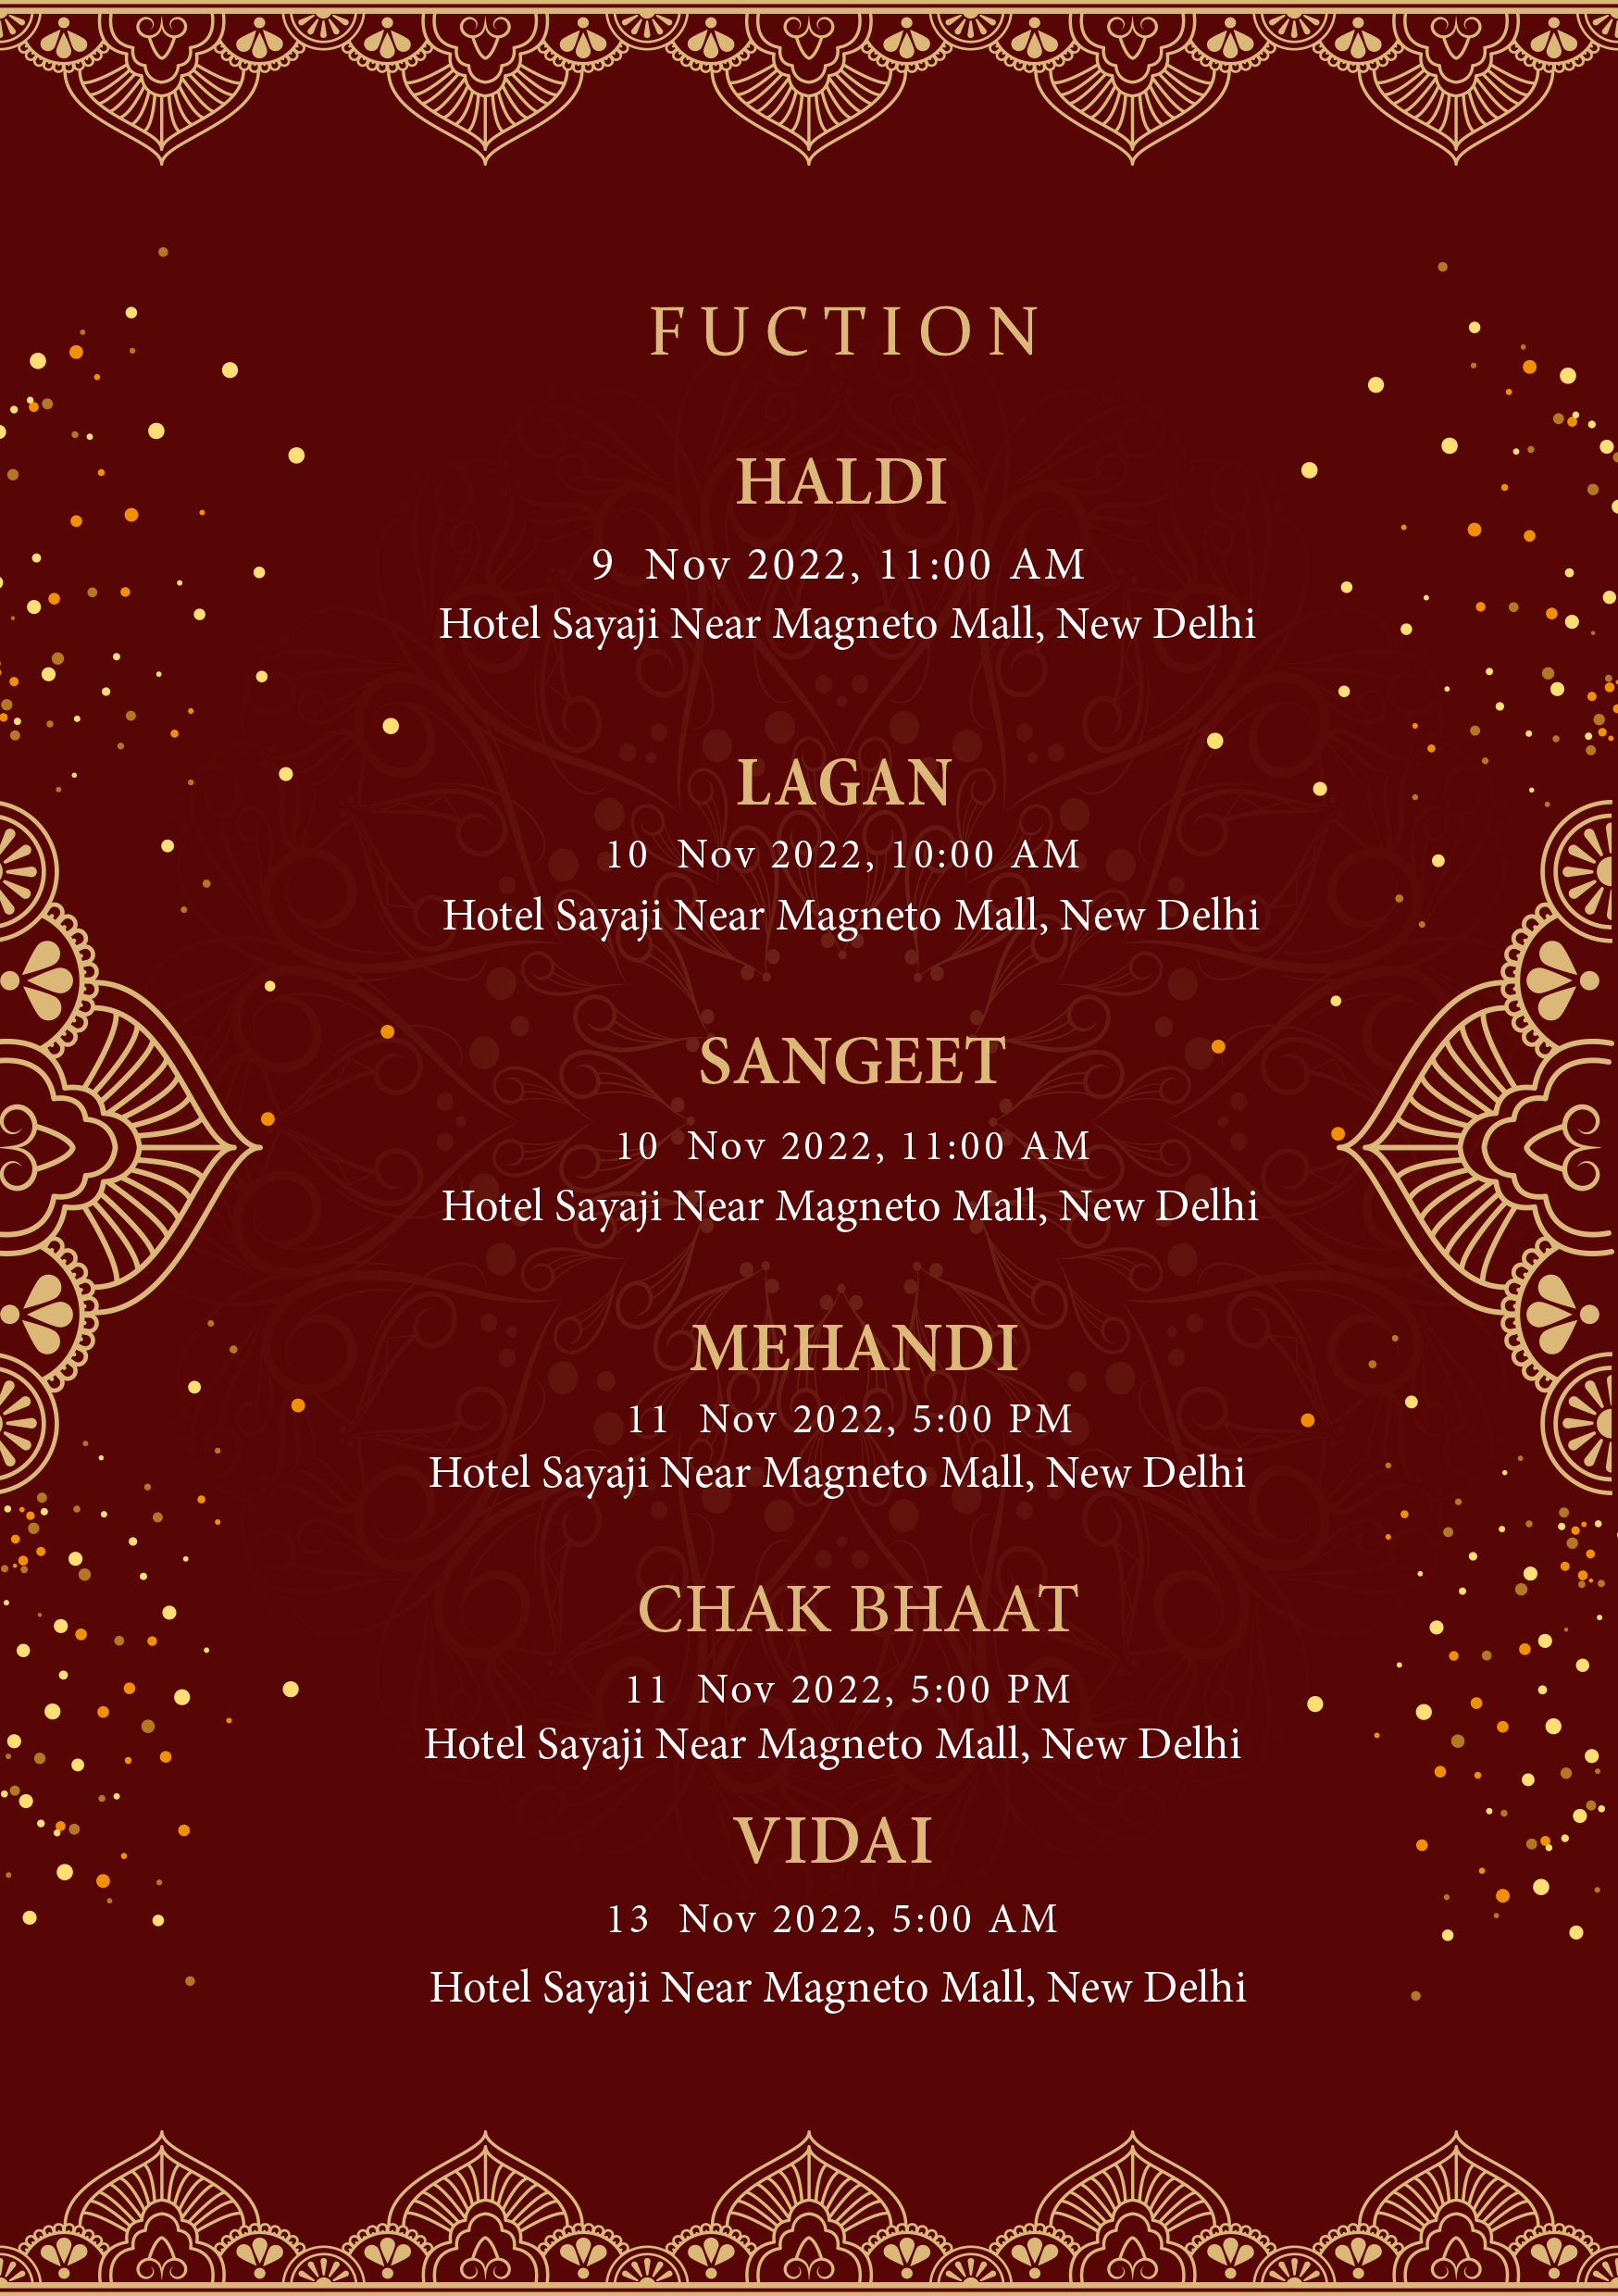 FUCTION
HALDI
9 Nov 2022, 11:00 AM
Hotel Sayaji Near Magneto Mall, New Delhi
LAGAN
10 Nov 2022, 10:00 AM
Hotel Sayaji Near Magneto Mall, New Delhi
SANGEET
10 Nov 2022, 11:00 AM
Hotel Sayaji Near Magneto Mall, New Delhi
MEHANDI
11 Nov 2022, 5:00 PM
Hotel Sayaji Near Magneto Mall, New Delhi
CHAK BHAAT
11 Nov 2022, 5:00 PM
Hotel Sayaji Near Magneto Mall, New Delhi
VIDAI
13 Nov 2022, 5:00 AM
Hotel Sayaji Near Magneto Mall, New Delhi